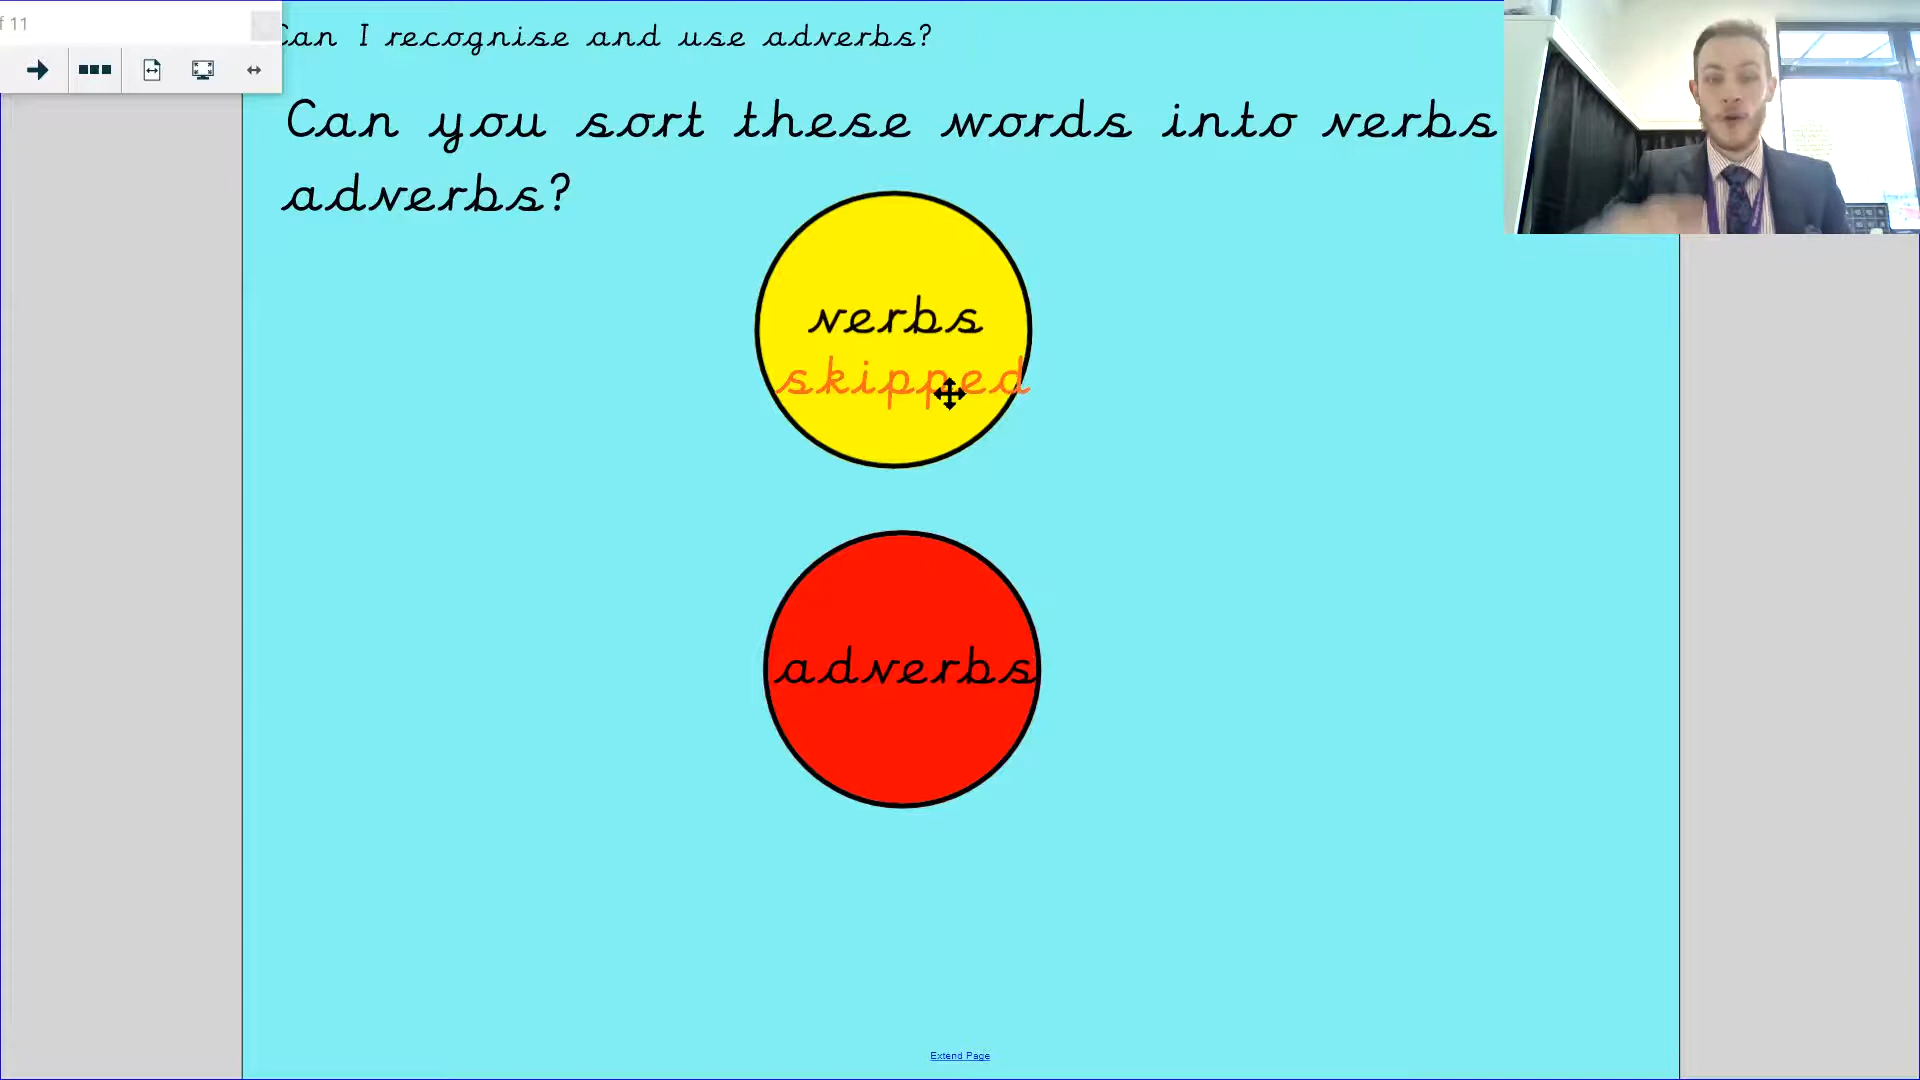 f 11
Can I recognise and use adverbs?
Can you sort these words into verbs
adverbs?
verbs
skipped
adverbs
Extend Page